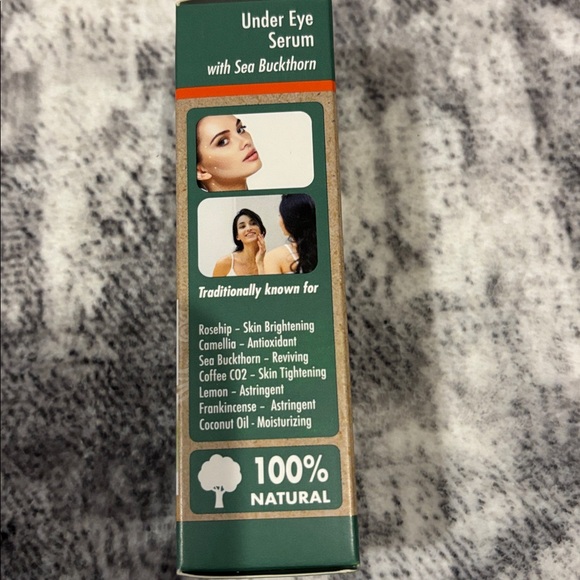 Under Eye
Serum
with Sea Buckthorn
Traditionally known for
Rosehip – Skin Brightening
Camellia – Antioxidant
Sea Buckthorn – Reviving
Coffee CO2 – Skin Tightening
Lemon – Astringent
Frankincense – Astringent
Coconut Oil - Moisturizing
100%
NATURAL